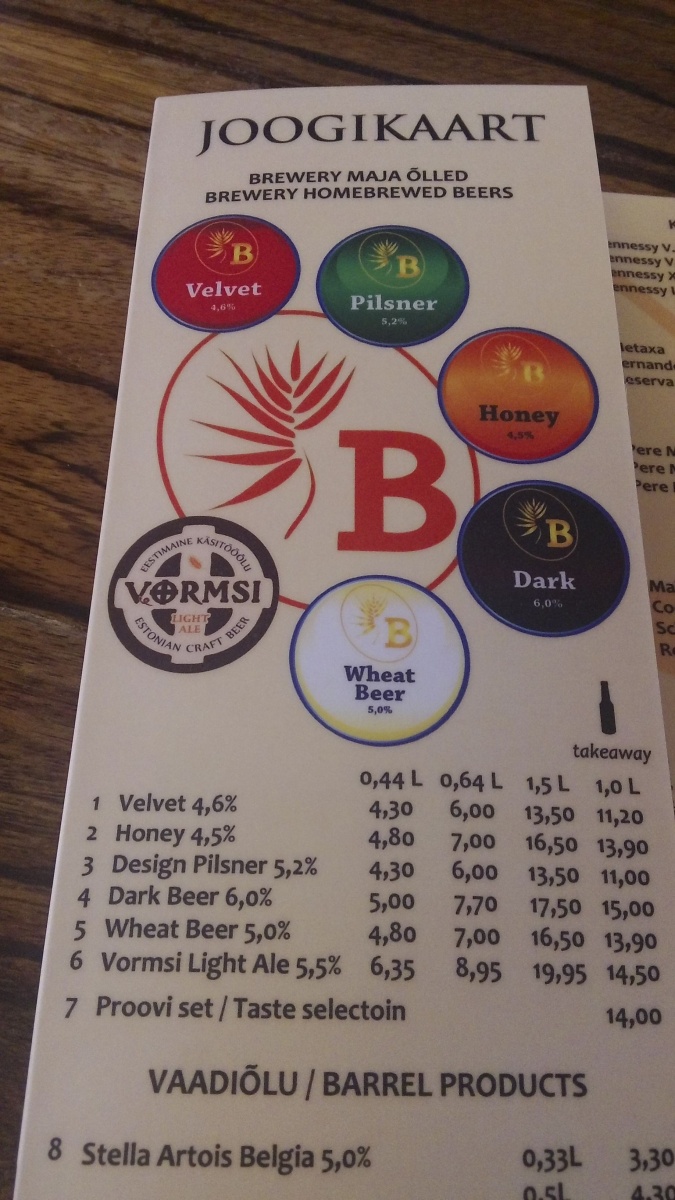 JOOGIKAART
BREWERY MAJA ÕLLED
BREWERY HOMEBREWED BEERS
B
Velvet
4,6%
B
Pilsner
5,2%
B
Honey
4,5%
B
B
Dark
6,0%
EESTIMAINE KÄSITÖÖÕLU
VORMSI
LIGHT
ALE
ESTONIAN CRAFT BEER
B
Wheat
Beer
5,0%
takeaway
0,44 L 0,64 L 1,5 L 1,0 L
1 Velvet 4,6% 4,30 6,00 13,50 11,20
2 Honey 4,5% 4,80 7,00 16,50 13,90
3 Design Pilsner 5,2% 4,30 6,00 13,50 11,00
4 Dark Beer 6,0% 5,00 7,70 17,50 15,00
5 Wheat Beer 5,0% 4,80 7,00 16,50 13,90
6 Vormsi Light Ale 5,5% 6,35 8,95 19,95 14,50
7 Proovi set / Taste selectoin 14,00
VAADIÕLU / BARREL PRODUCTS
8 Stella Artois Belgia 5,0% 0,33L 3,30
0,5L 4,30